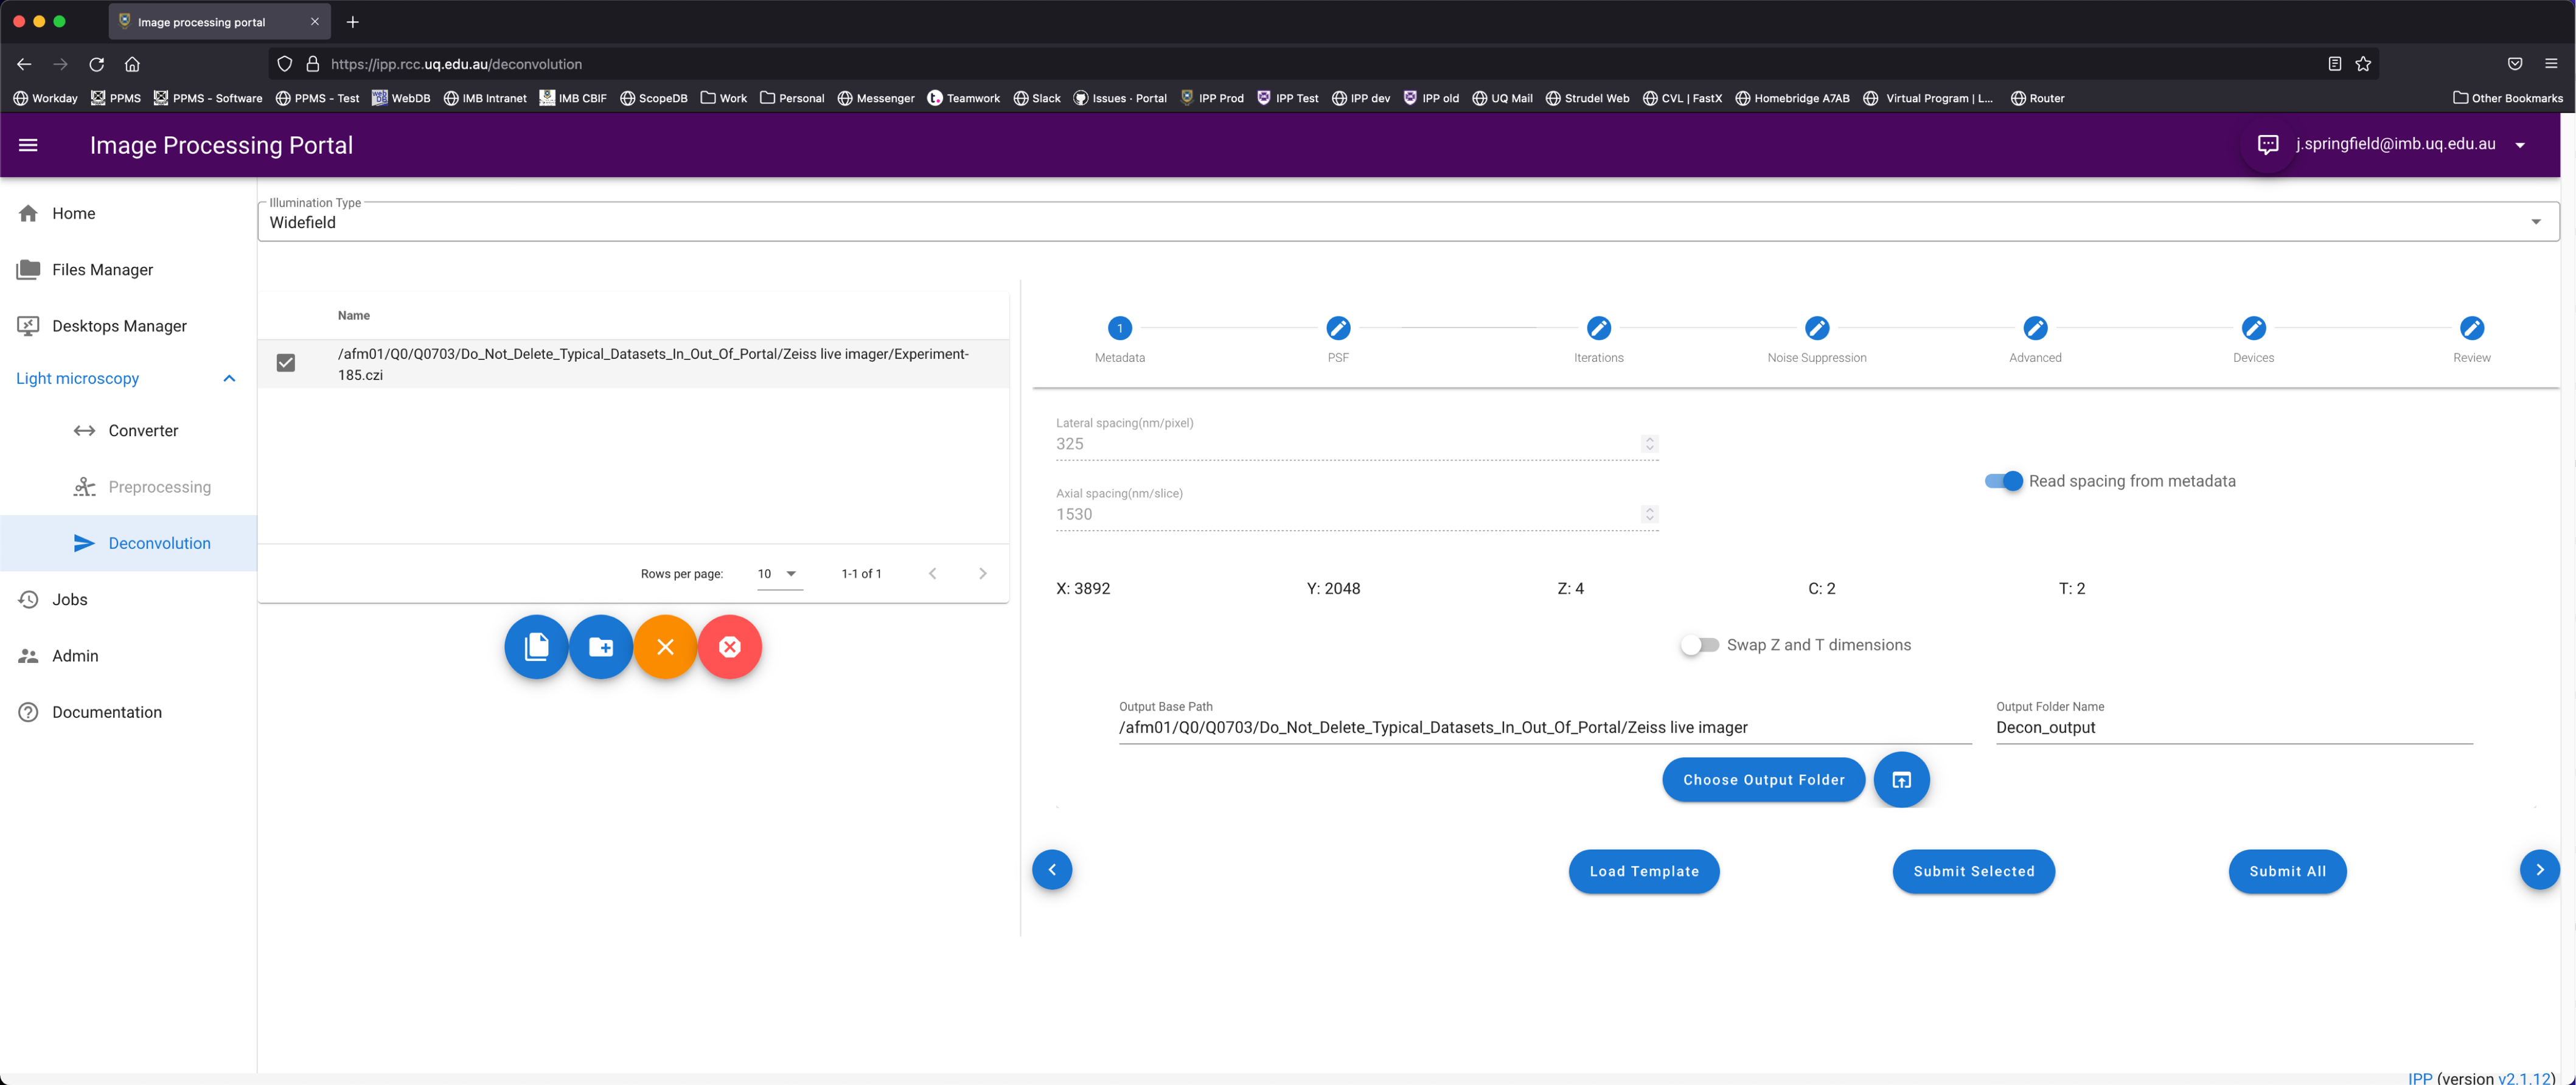 Image processing portal
https://ipp.rcc.uq.edu.au/deconvolution
Workday PPMS PPMS - Software PPMS - Test WebDB IMB Intranet IMB CBIF ScopeDB Work Personal Messenger Teamwork Slack Issues · Portal IPP Prod IPP Test IPP dev IPP old UQ Mail Strudel Web CVL | FastX Homebridge A7AB Virtual Program | L... Router Other Bookmarks
Image Processing Portal
j.springfield@imb.uq.edu.au
Home
Files Manager
Desktops Manager
Light microscopy
Converter
Preprocessing
Deconvolution
Jobs
Admin
Documentation
Illumination Type
Widefield
Name
/afm01/Q0/Q0703/Do_Not_Delete_Typical_Datasets_In_Out_Of_Portal/Zeiss live imager/Experiment-
185.czi
Rows per page: 10 1-1 of 1
1
Metadata PSF Iterations Noise Suppression Advanced Devices Review
Lateral spacing(nm/pixel)
325
Axial spacing(nm/slice)
1530
Read spacing from metadata
X: 3892 Y: 2048 Z: 4 C: 2 T: 2
Swap Z and T dimensions
Output Base Path
/afm01/Q0/Q0703/Do_Not_Delete_Typical_Datasets_In_Out_Of_Portal/Zeiss live imager
Output Folder Name
Decon_output
Choose Output Folder
Load Template Submit Selected Submit All
IPP (version v2.1.12)